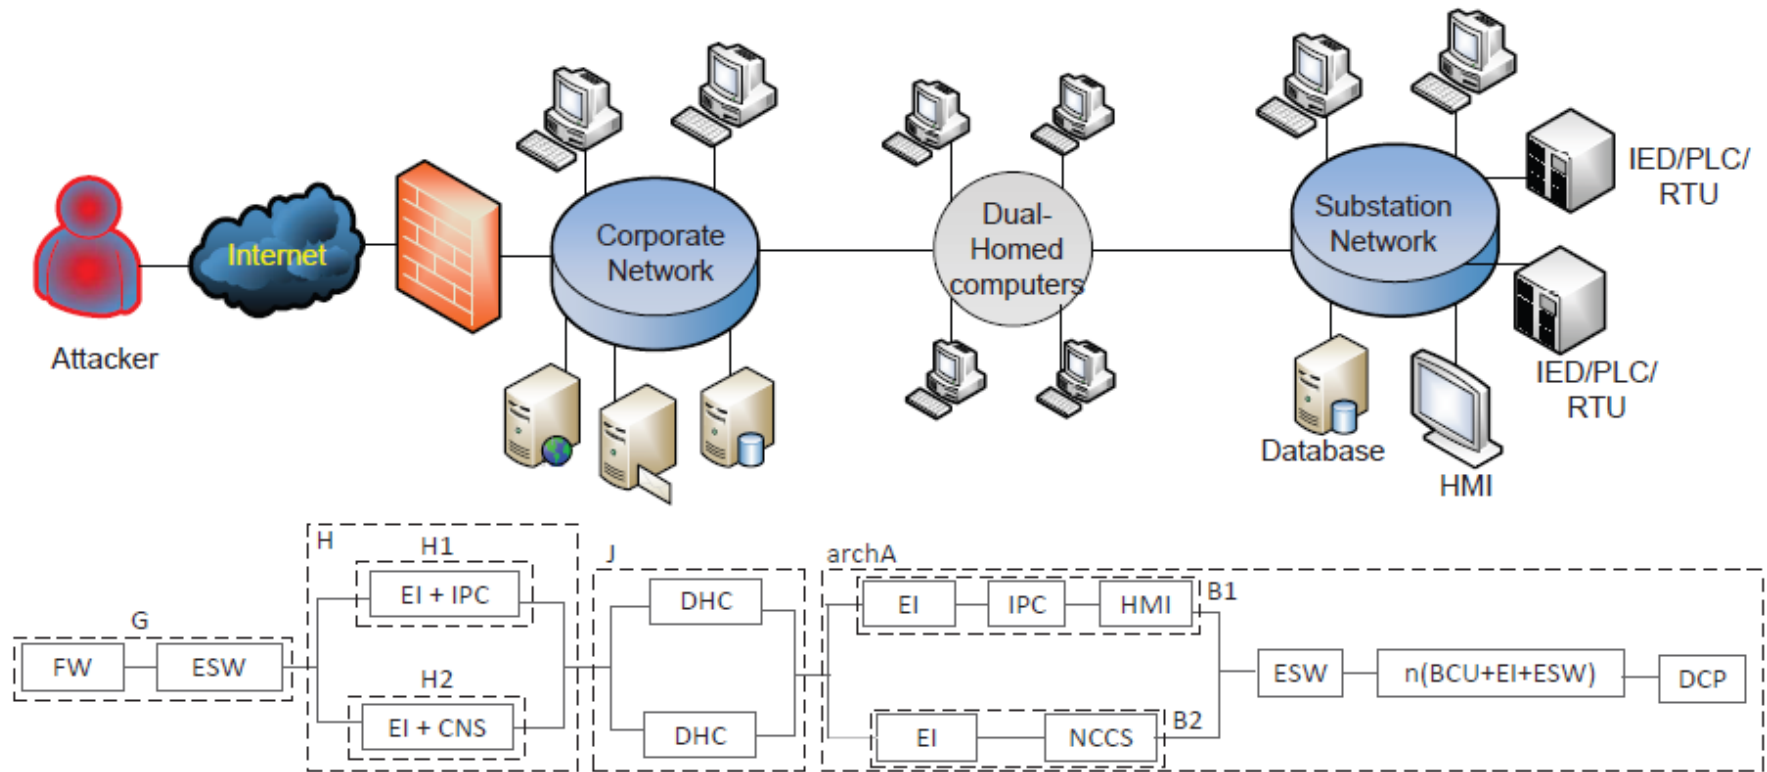 Attacker
Internet
Corporate
Network
Dual-
Homed
computers
Substation
Network
IED/PLC/
RTU
IED/PLC/
RTU
Database
HMI
G
FW
ESW
H
H1
EI + IPC
H2
EI + CNS
J
DHC
DHC
archA
EI
IPC
HMI
B1
EI
NCCS
B2
ESW
n(BCU+EI+ESW)
DCP